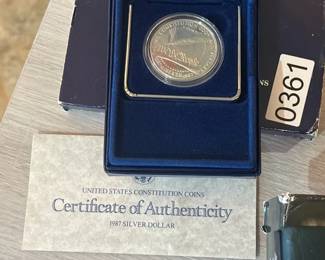 0361
UNITED STATES CONSTITUTION COINS
Certificate of Authenticity
1987 SILVER DOLLAR